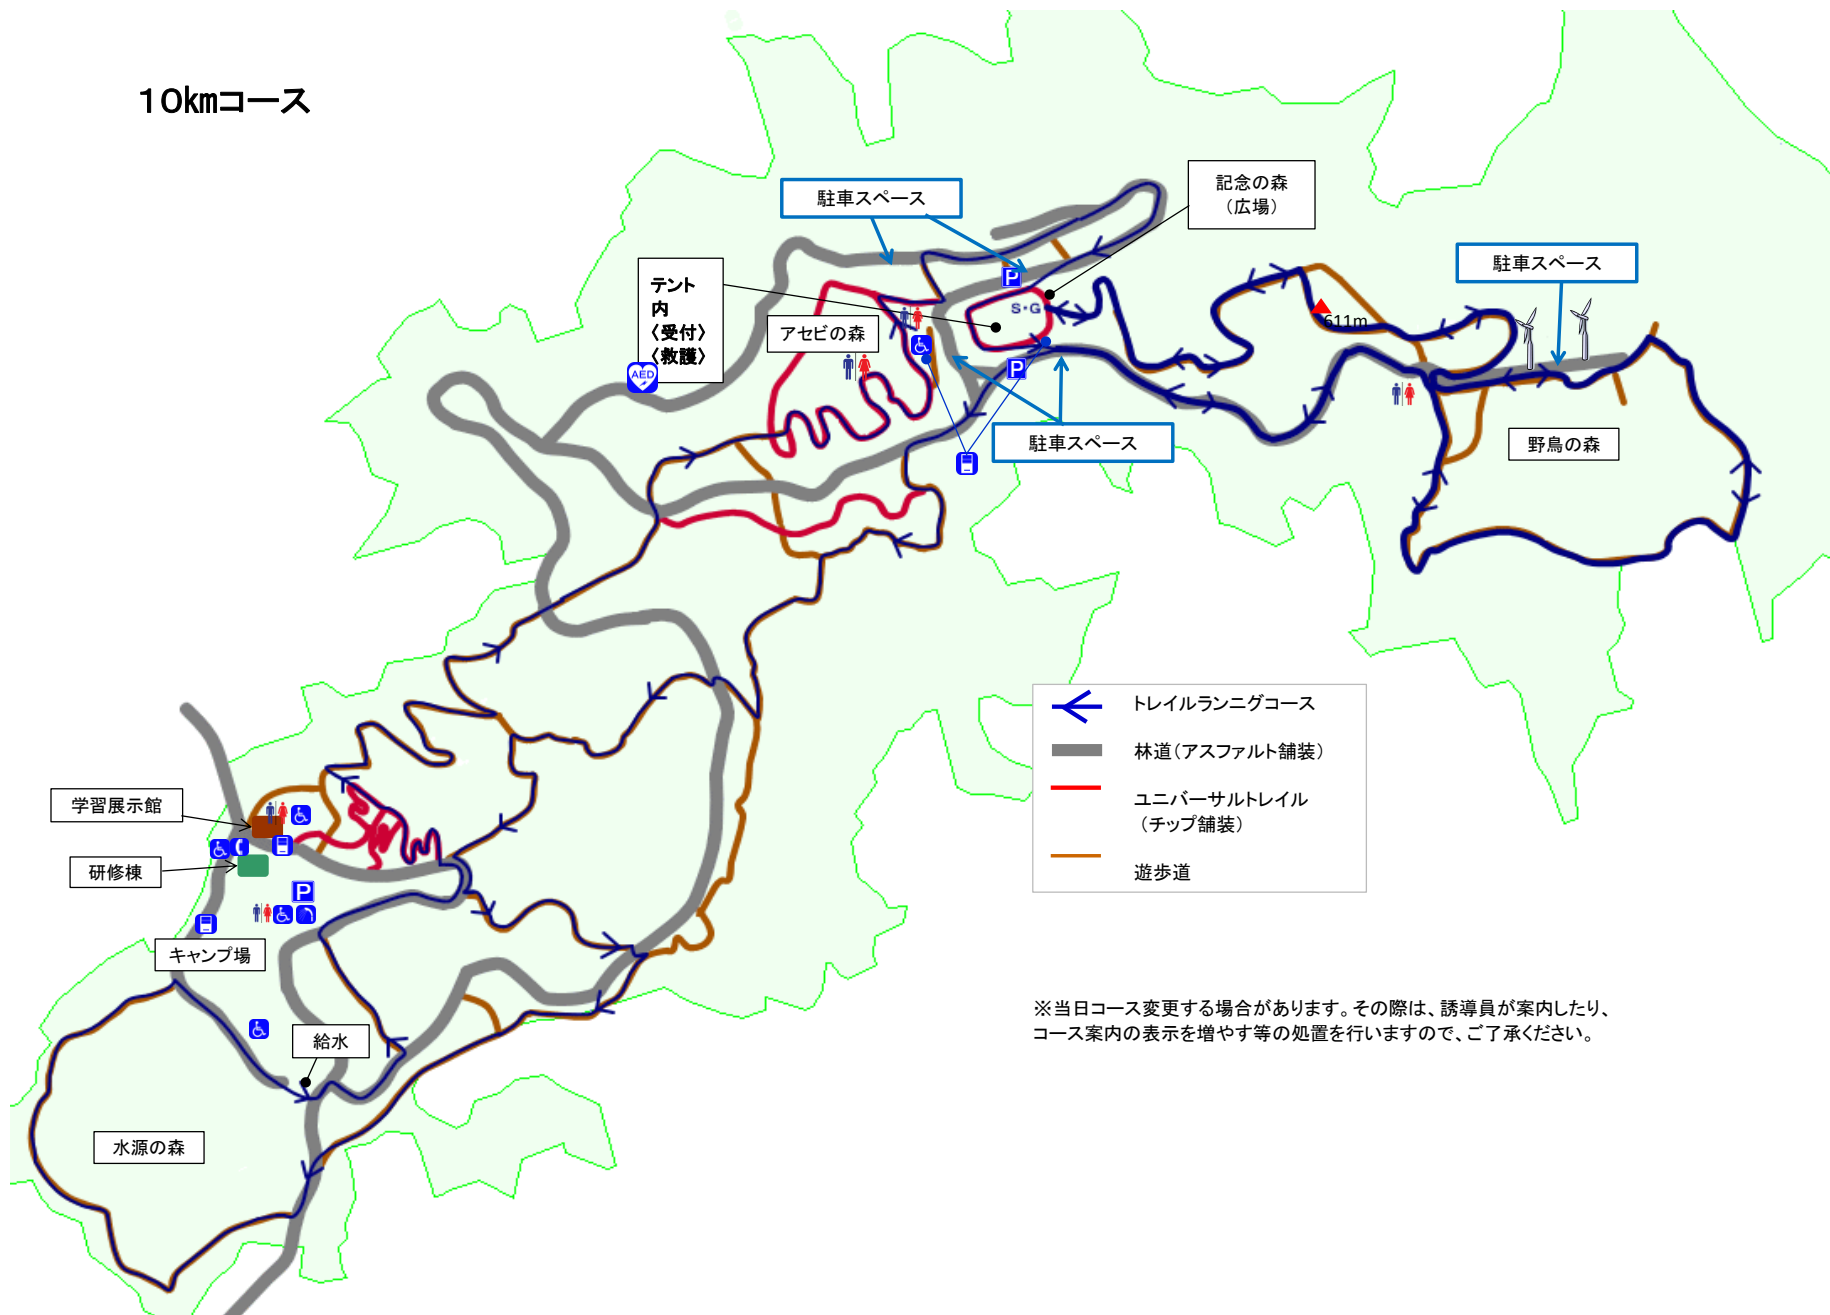 10kmコース
駐車スペース
記念の森
（広場）
駐車スペース
テント
内
〈受付〉
〈救護〉
アセビの森
P
S・G
611m
AED
P
駐車スペース
野鳥の森
トレイルランニグコース
林道（アスファルト舗装）
ユニバーサルトレイル
（チップ舗装）
遊歩道
学習展示館
研修棟
P
キャンプ場
給水
水源の森
※当日コース変更する場合があります。その際は、誘導員が案内したり、
コース案内の表示を増やす等の処置を行いますので、ご了承ください。